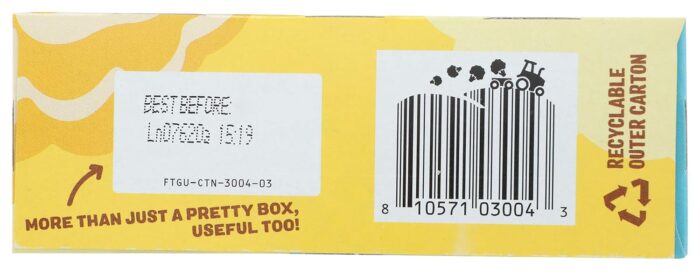 BEST BEFORE:
Ln07620a 15:19
FTGU-CTN-3004-03
MORE THAN JUST A PRETTY BOX,
USEFUL TOO!
8 10571 03004 3
RECYCLABLE
OUTER CARTON